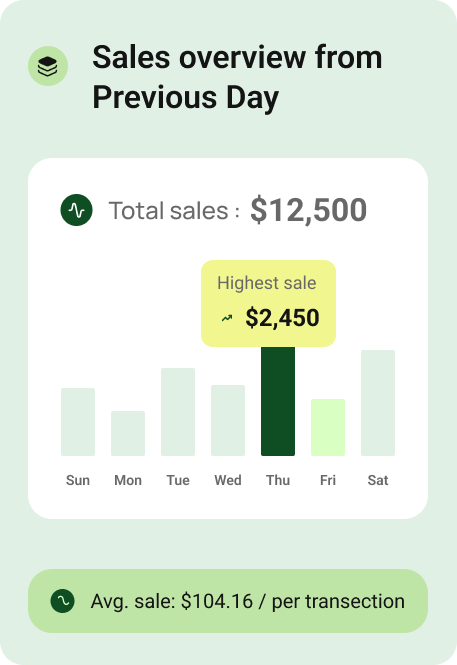 Sales overview from
Previous Day
Total sales : $12,500
Highest sale
$2,450
Sun Mon Tue Wed Thu Fri Sat
Avg. sale: $104.16 / per transection